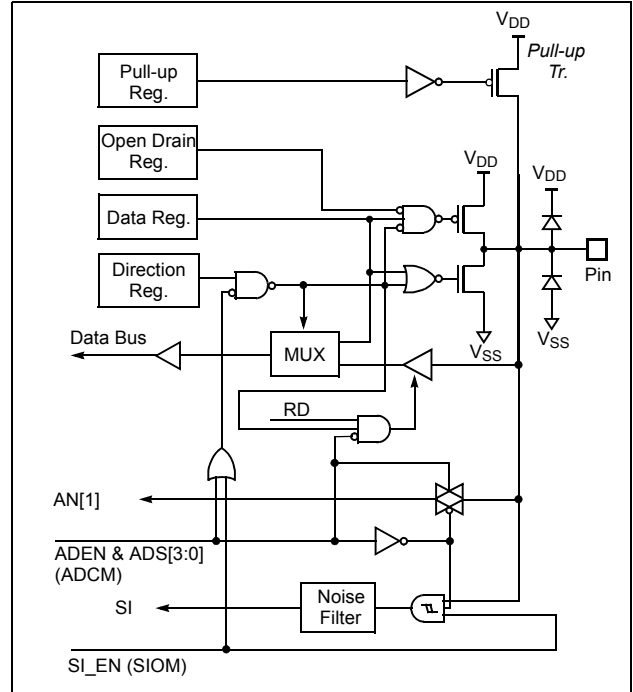 VDD
Pull-up
Tr.
Pull-up
Reg.
Open Drain
Reg.
VDD
VDD
Data Reg.
Direction
Reg.
Pin
Data Bus
MUX
VSS
VSS
RD
AN[1]
ADEN & ADS[3:0]
(ADCM)
SI
Noise
Filter
SI_EN (SIOM)